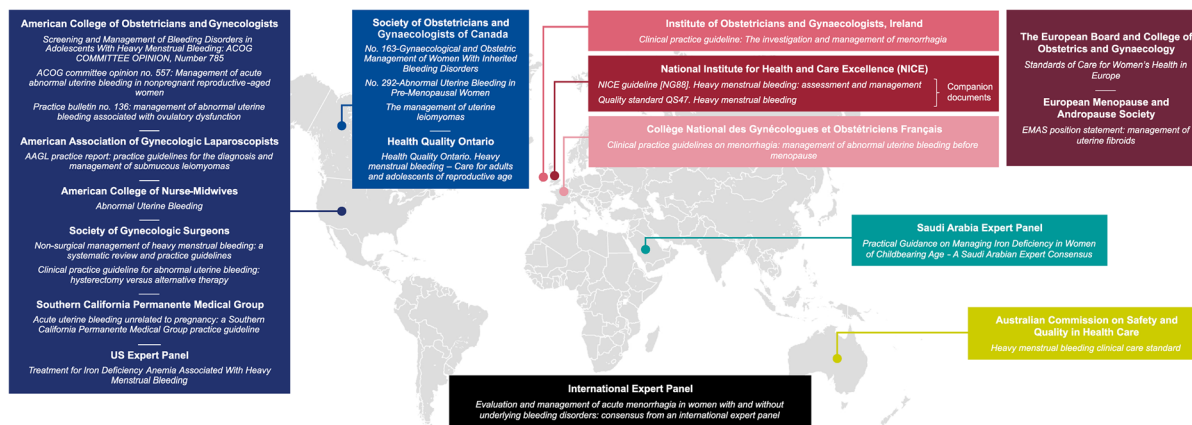 American College of Obstetricians and Gynecologists
Screening and Management of Bleeding Disorders in
Adolescents With Heavy Menstrual Bleeding: ACOG
COMMITTEE OPINION, Number 785
ACOG committee opinion no. 557: Management of acute
abnormal uterine bleeding in nonpregnant reproductive-aged
women
Practice bulletin no. 136: management of abnormal uterine
bleeding associated with ovulatory dysfunction
American Association of Gynecologic Laparoscopists
AAGL practice report: practice guidelines for the diagnosis and
management of submucous leiomyomas
American College of Nurse-Midwives
Abnormal Uterine Bleeding
Society of Gynecologic Surgeons
Non-surgical management of heavy menstrual bleeding: a
systematic review and practice guidelines
Clinical practice guideline for abnormal uterine bleeding:
hysterectomy versus alternative therapy
Southern California Permanente Medical Group
Acute uterine bleeding unrelated to pregnancy: a Southern
California Permanente Medical Group practice guideline
US Expert Panel
Treatment for Iron Deficiency Anemia Associated With Heavy
Menstrual Bleeding
Society of Obstetricians and
Gynaecologists of Canada
No. 163-Gynaecological and Obstetric
Management of Women With Inherited
Bleeding Disorders
No. 292-Abnormal Uterine Bleeding in
Pre-Menopausal Women
The management of uterine
leiomyomas
Health Quality Ontario
Health Quality Ontario. Heavy
menstrual bleeding – Care for adults
and adolescents of reproductive age
Institute of Obstetricians and Gynaecologists, Ireland
Clinical practice guideline: The investigation and management of menorrhagia
National Institute for Health and Care Excellence (NICE)
NICE guideline [NG88]. Heavy menstrual bleeding: assessment and management
Quality standard QS47. Heavy menstrual bleeding
Companion
documents
Collège National des Gynécologues et Obstétriciens Français
Clinical practice guidelines on menorrhagia: management of abnormal uterine bleeding before
menopause
The European Board and College of
Obstetrics and Gynaecology
Standards of Care for Women's Health in
Europe
European Menopause and
Andropause Society
EMAS position statement: management of
uterine fibroids
Saudi Arabia Expert Panel
Practical Guidance on Managing Iron Deficiency in Women
of Childbearing Age - A Saudi Arabian Expert Consensus
Australian Commission on Safety and
Quality in Health Care
Heavy menstrual bleeding clinical care standard
International Expert Panel
Evaluation and management of acute menorrhagia in women with and without
underlying bleeding disorders: consensus from an international expert panel